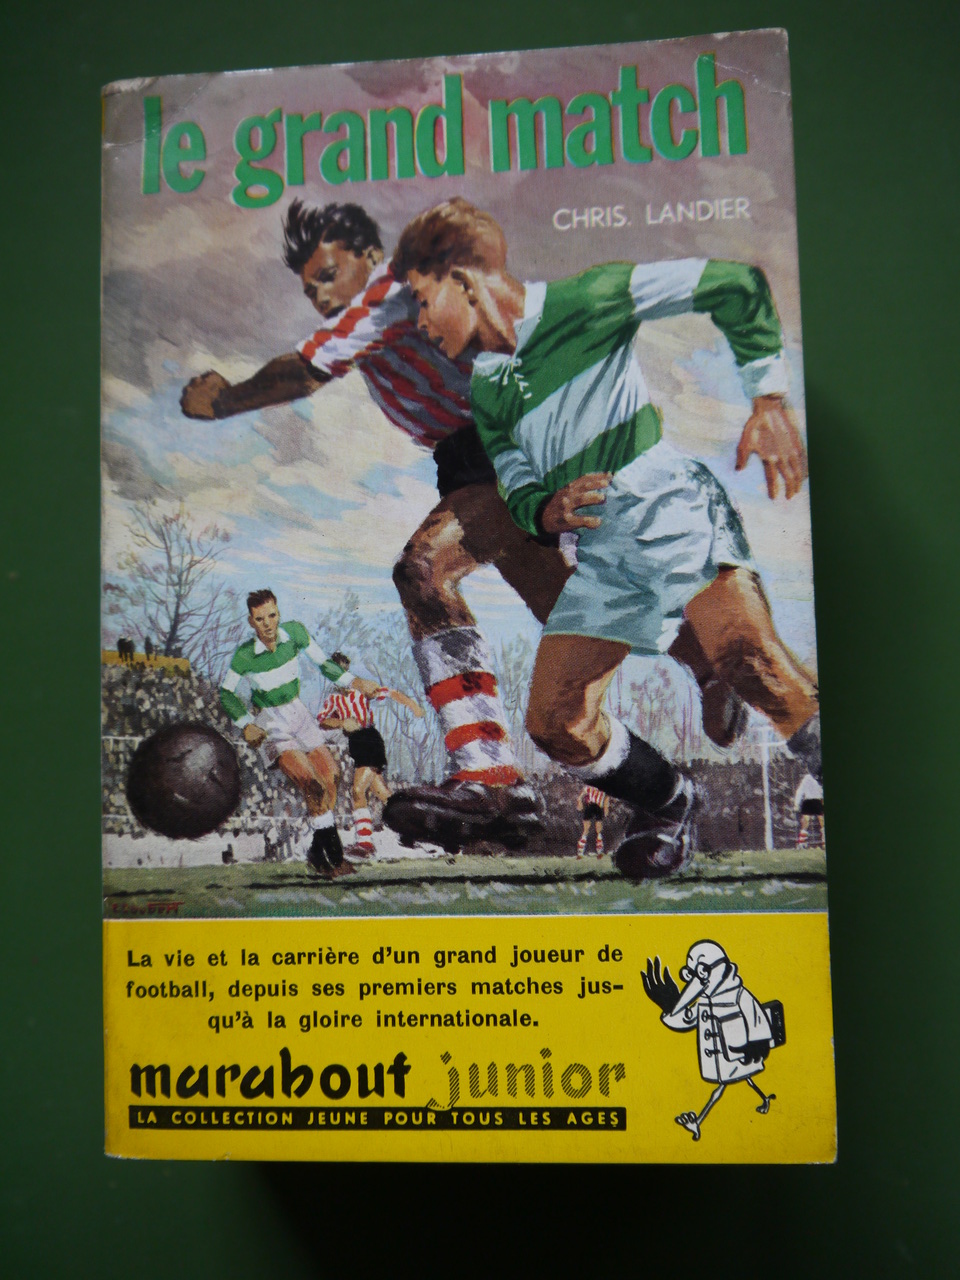 le grand match
CHRIS. LANDIER
La vie et la carrière d'un grand joueur de
football, depuis ses premiers matches jus-
qu'à la gloire internationale.
marabout junior
LA COLLECTION JEUNE POUR TOUS LES AGES